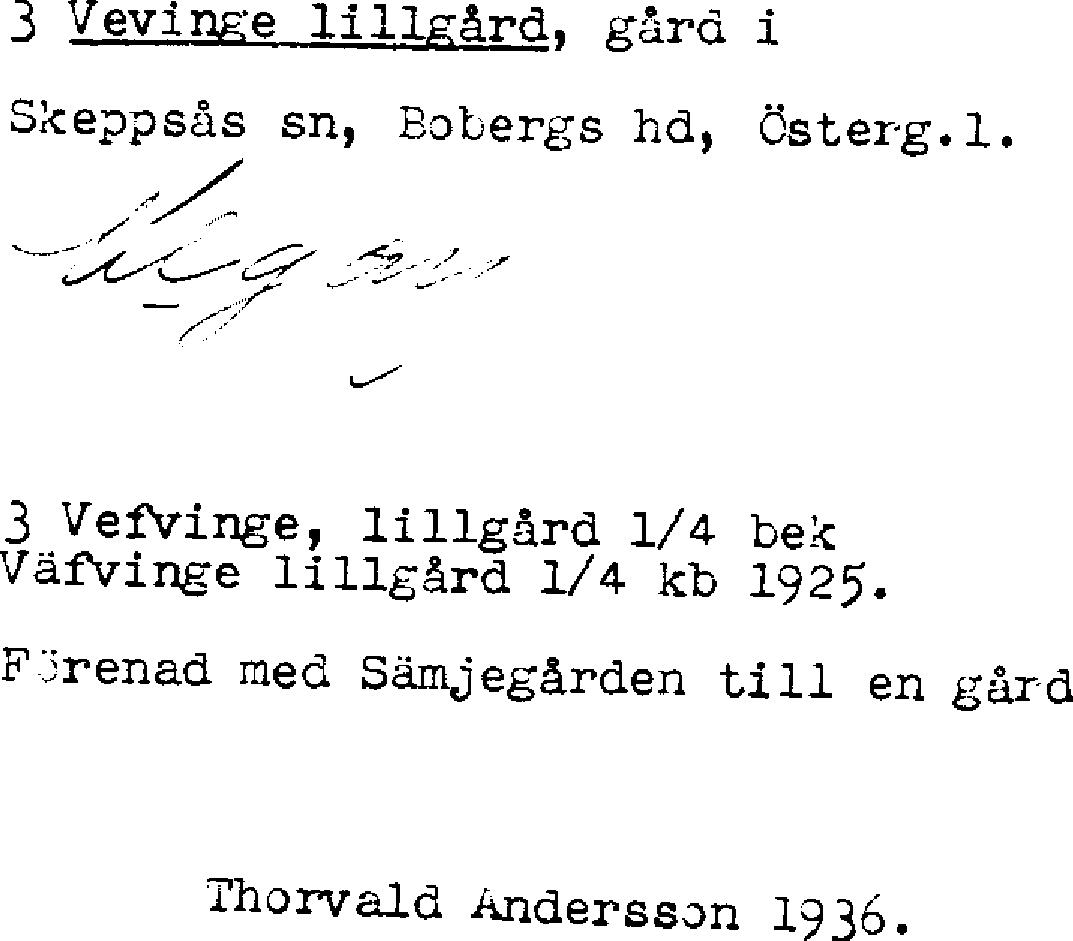 3 Vevinge lillgård, gård i
Skeppsås sn, Bobergs hd, Österg.l.
3 Vefvinge, lillgård 1/4 bek
Väfvinge lillgård 1/4 kb 1925.
Förenad med Sämjegården till en gård
Thorvald Andersson 1936.